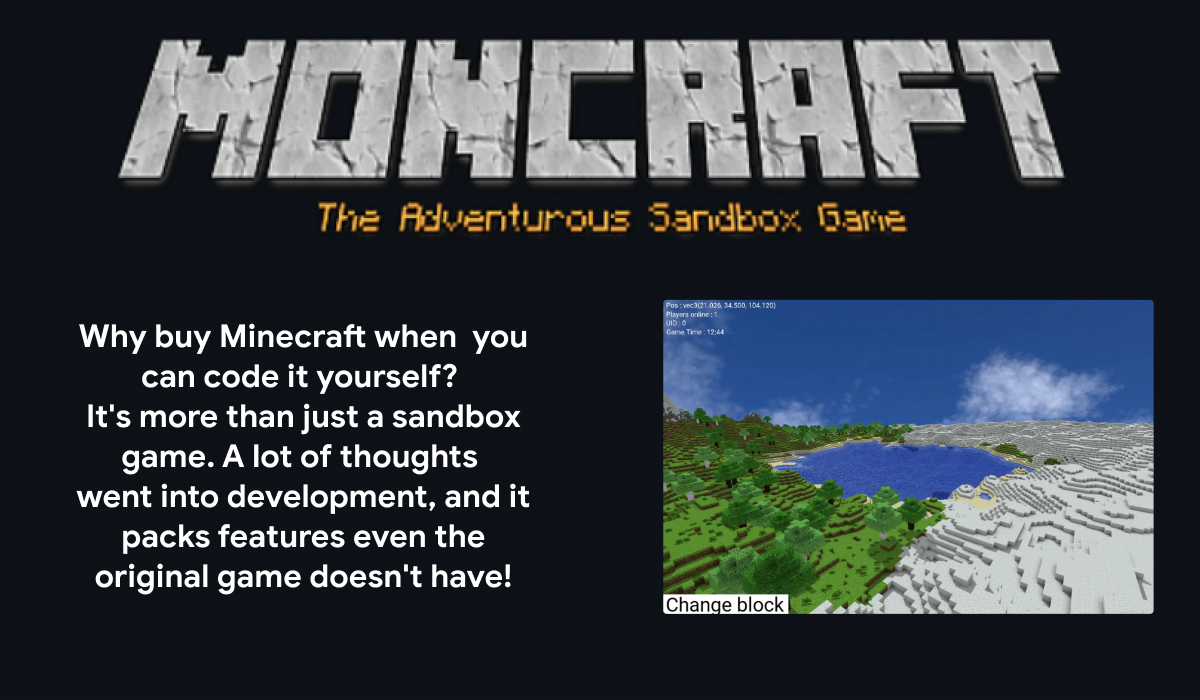 MONCRAFT
The Adventurous Sandbox Game
Why buy Minecraft when  you
can code it yourself?
It's more than just a sandbox
game. A lot of thoughts
went into development, and it
packs features even the
original game doesn't have!
Pos : vec3(21.026, 34.500, 104.120)
Players online : 1
UID : 0
Game Time : 12:44
Change block